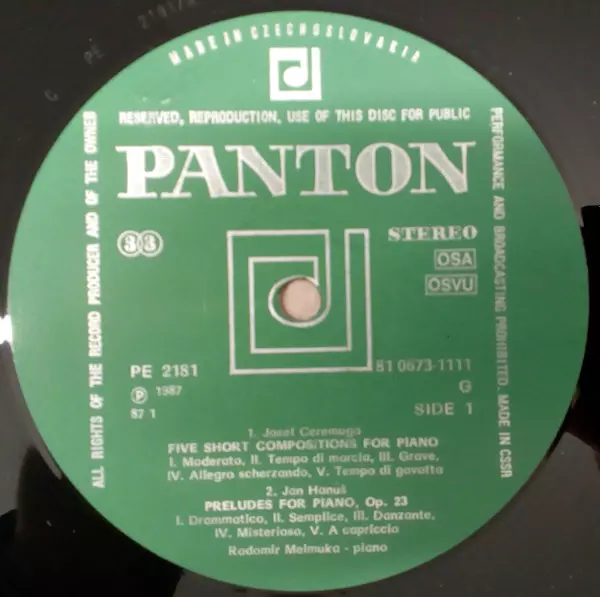 MADE IN CZECHOSLOVAKIA
RESERVED, REPRODUCTION, USE OF THIS DISC FOR PUBLIC
PERFORMANCE AND BROADCASTING PROHIBITED. MADE IN CSSR
ALL RIGHTS OF THE RECORD PRODUCER AND OF THE OWNER
PANTON
33
STEREO
OSA
OSVU
PE 2181
81 0673-1111
Ⓟ 1987
G
87 1
SIDE 1
1. Josef Ceremuga
FIVE SHORT COMPOSITIONS FOR PIANO
I. Moderato, II. Tempo di marcia, III. Grave,
IV. Allegro scherzando, V. Tempo di gavotta
2. Jan Hanuš
PRELUDES FOR PIANO, Op. 23
I. Drammatico, II. Semplice, III. Danzante,
IV. Misterioso, V. A capriccio
Radomir Melmuka - piano